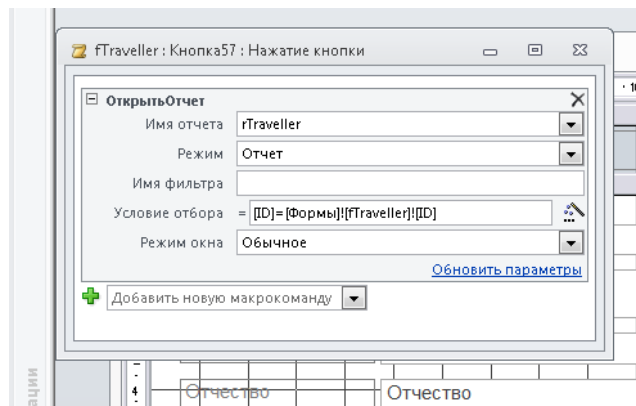 fTraveller : Кнопка57 : Нажатие кнопки
ОткрытьОтчет
Имя отчета rTraveller
Режим Отчет
Имя фильтра
Условие отбора = [ID]=[Формы]![fTraveller]![ID]
Режим окна Обычное
Обновить параметры
Добавить новую макрокоманду
4
Отчество Отчество